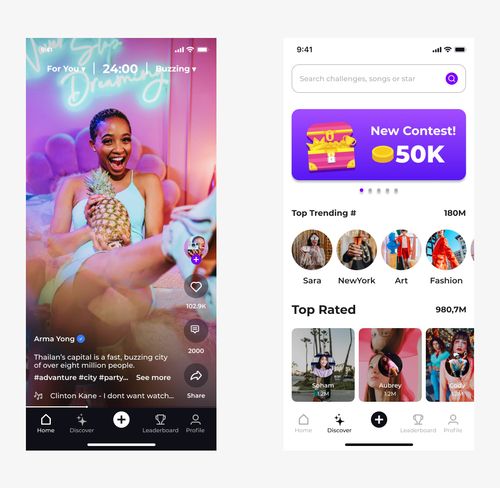 9:41
For You ▾ | 24:00 | Buzzing ▾
Dreaming
102.9K
2000
Share
Arma Yong
Thailan's capital is a fast, buzzing city
of over eight million people.
#advanture #city #party... See more
Clinton Kane - I dont want watch...
Home Discover Leaderboard Profile
9:41
Search challenges, songs or star
New Contest!
50K
Top Trending # 180M
Sara NewYork Art Fashion
Top Rated 980,7M
Soham Aubrey Cody
1.2M 1.2M
Home Discover Leaderboard Profile